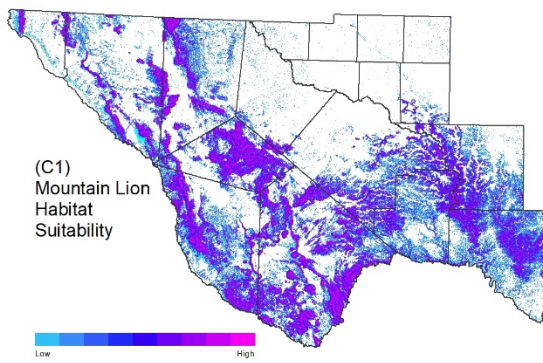 (C1)
Mountain Lion
Habitat
Suitability
Low High